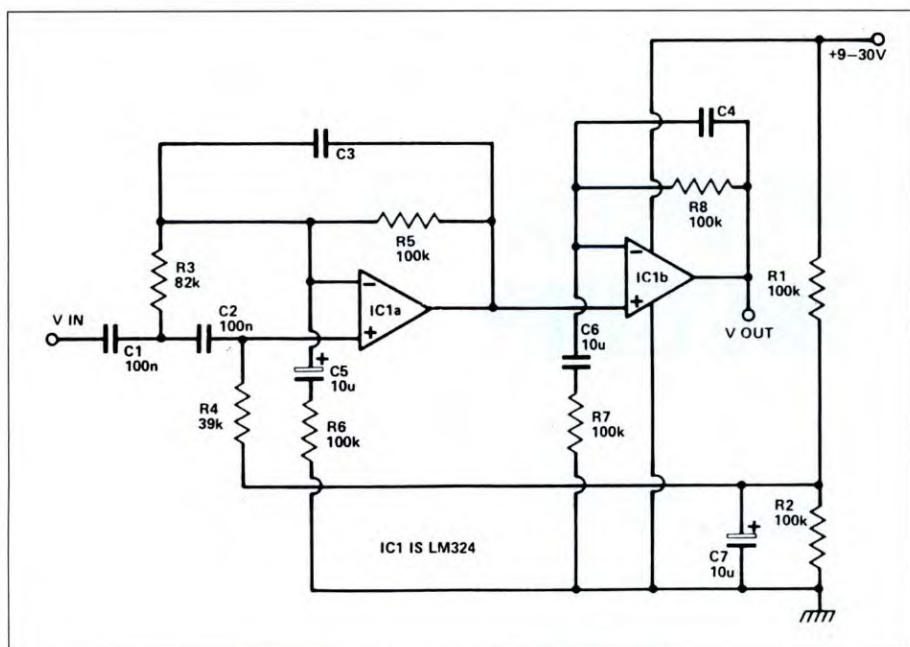 +9–30V
C4
C3
R8
100k
R5
100k
R3
82k
IC1a
IC1b
R1
100k
V IN
C2
100n
C1
100n
C6
10u
V OUT
C5
10u
R4
39k
R6
100k
R7
100k
R2
100k
IC1 IS LM324
C7
10u
−
+
+
−
+
+